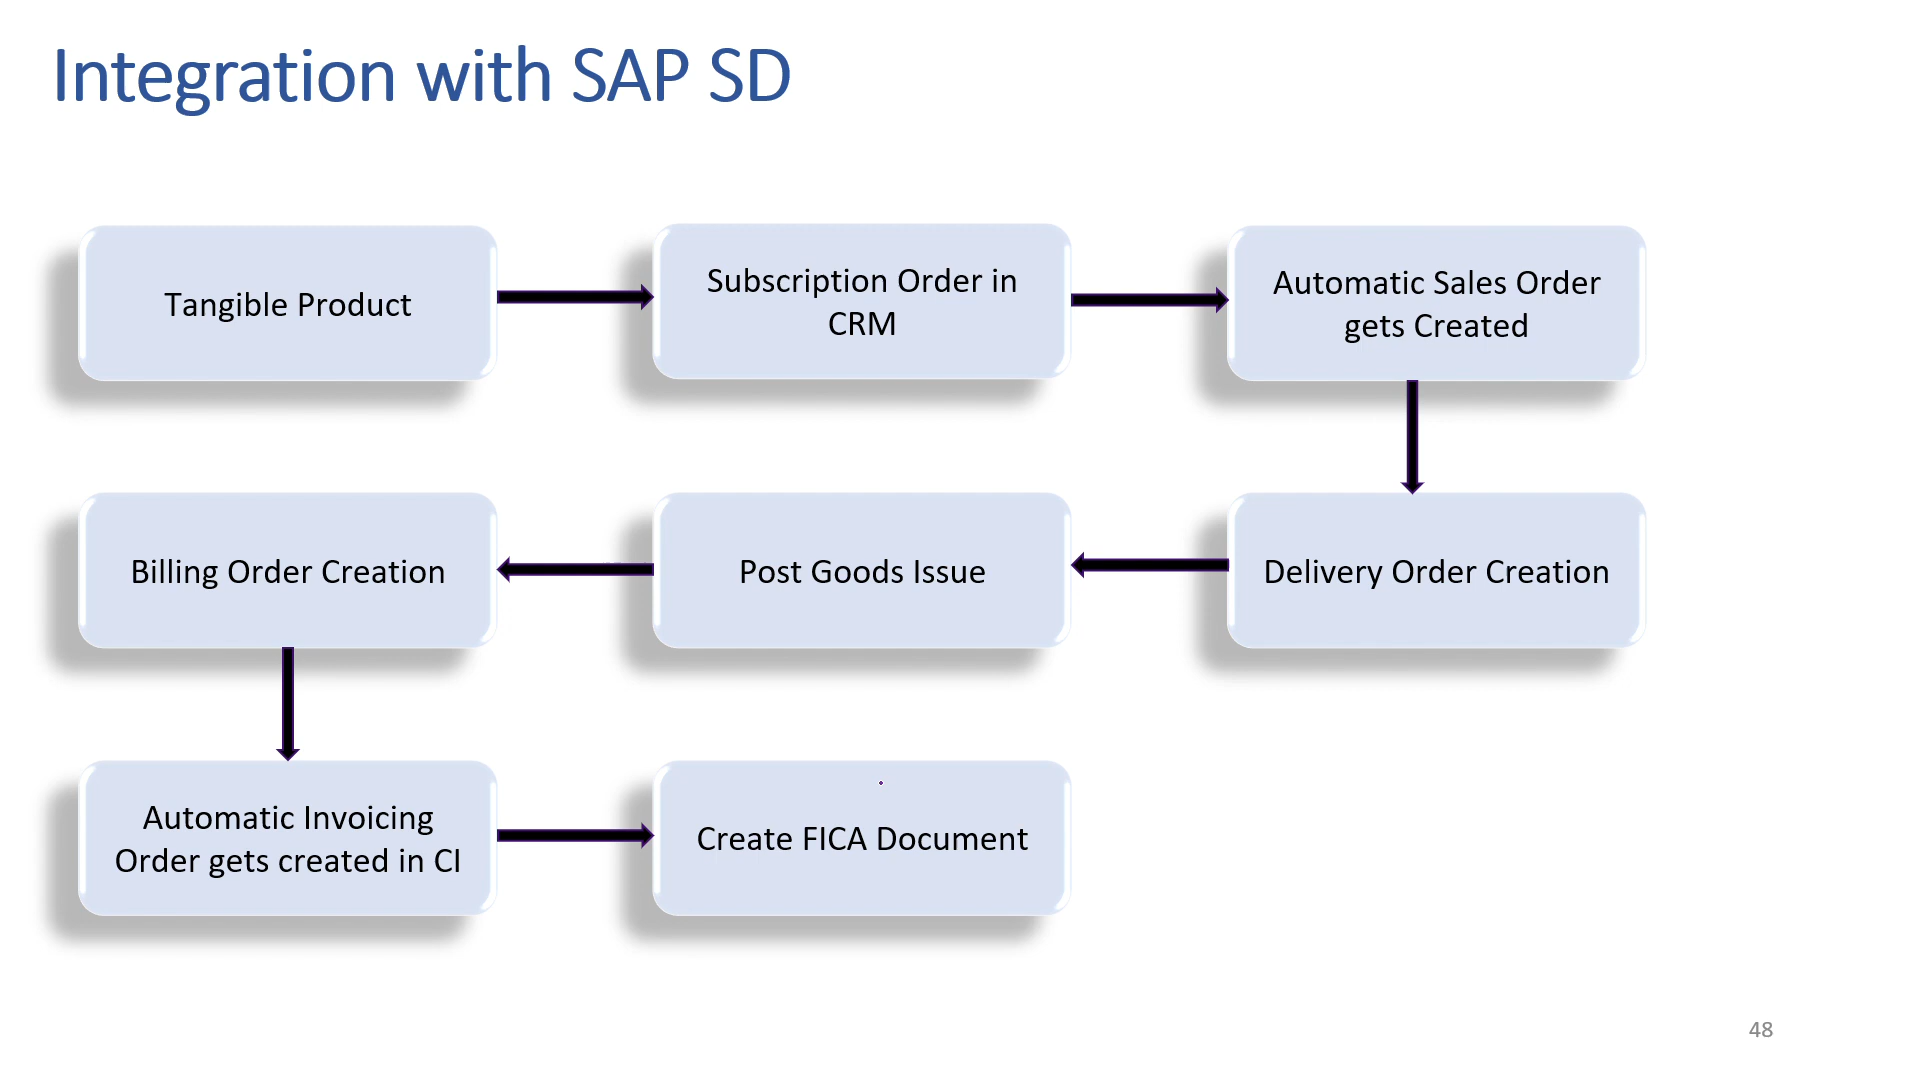 Integration with SAP SD
Tangible Product
Subscription Order in
CRM
Automatic Sales Order
gets Created
Billing Order Creation
Post Goods Issue
Delivery Order Creation
Automatic Invoicing
Order gets created in CI
Create FICA Document
48